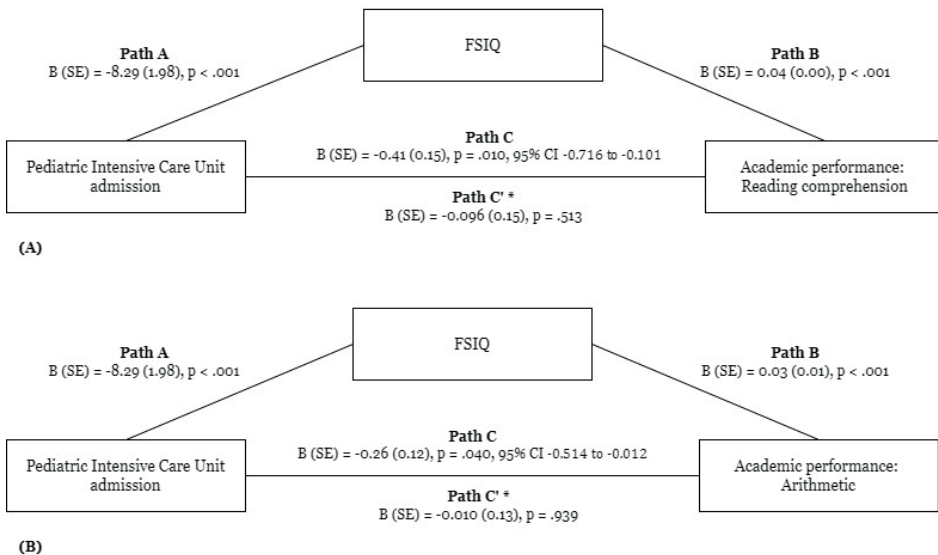 FSIQ
Path A
B (SE) = -8.29 (1.98), p < .001
Path B
B (SE) = 0.04 (0.00), p < .001
Pediatric Intensive Care Unit
admission
Path C
B (SE) = -0.41 (0.15), p = .010, 95% CI -0.716 to -0.101
Path C' *
B (SE) = -0.096 (0.15), p = .513
Academic performance:
Reading comprehension
(A)
FSIQ
Path A
B (SE) = -8.29 (1.98), p < .001
Path B
B (SE) = 0.03 (0.01), p < .001
Pediatric Intensive Care Unit
admission
Path C
B (SE) = -0.26 (0.12), p = .040, 95% CI -0.514 to -0.012
Path C' *
B (SE) = -0.010 (0.13), p = .939
Academic performance:
Arithmetic
(B)